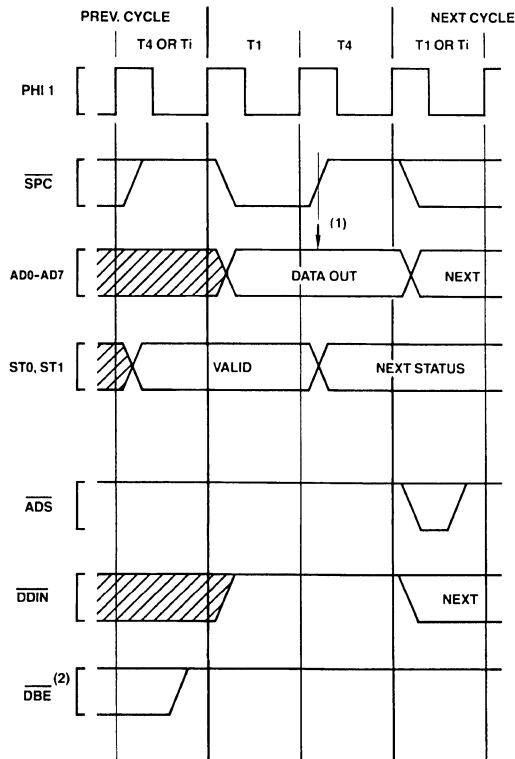 PREV. CYCLE NEXT CYCLE
T4 OR Ti T1 T4 T1 OR Ti
PHI 1
SPC
(1)
AD0-AD7 DATA OUT NEXT
ST0, ST1 VALID NEXT STATUS
ADS
DDIN NEXT
DBE (2)